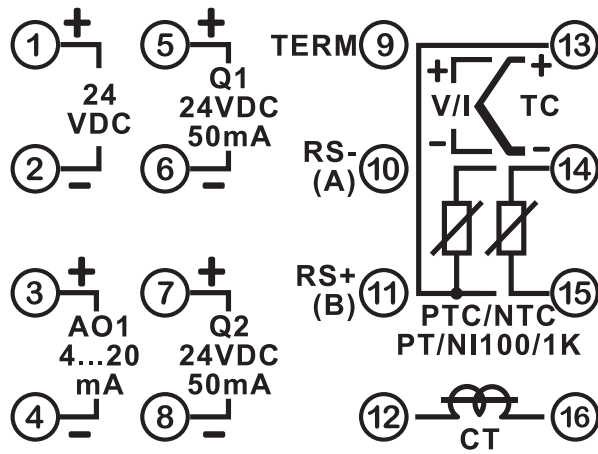 1 +
24
VDC
2 -
3 +
AO1
4...20
mA
4 -
5 +
Q1
24VDC
50mA
6 -
7 +
Q2
24VDC
50mA
8 -
TERM 9
RS-
(A) 10
RS+
(B) 11
13
+ +
V/I TC
- -
14
15
PTC/NTC
PT/NI100/1K
12 16
CT